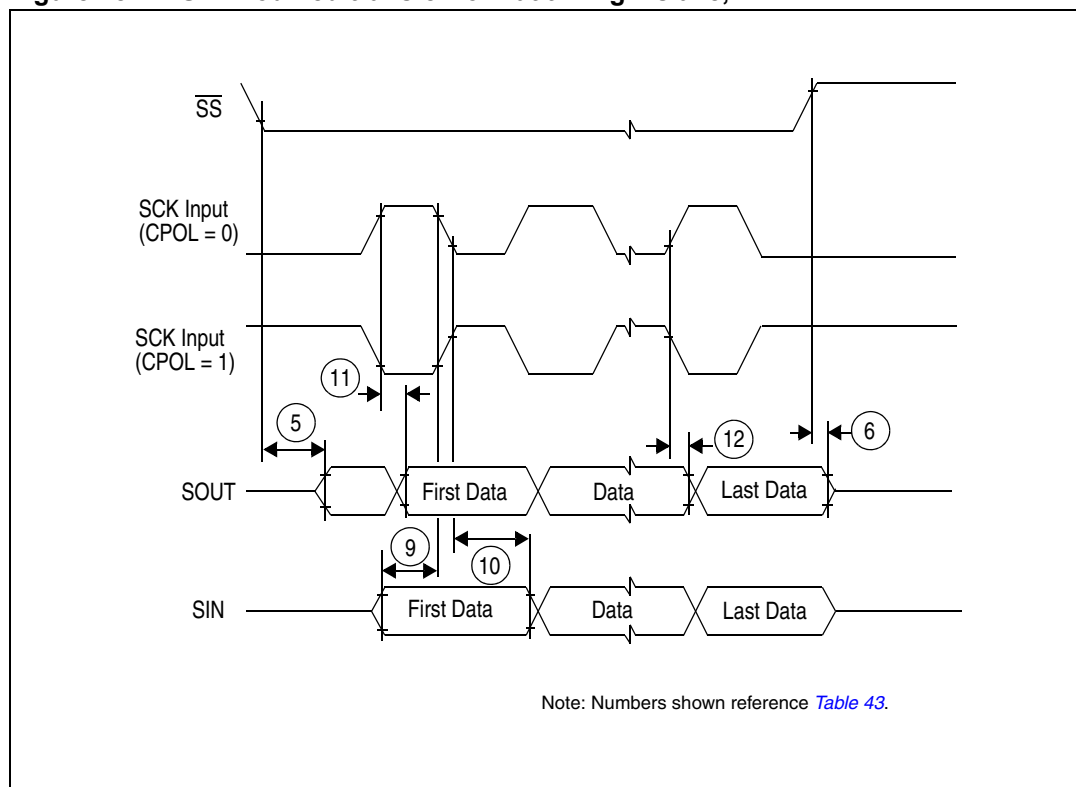 SS
SCK Input
(CPOL = 0)
SCK Input
(CPOL = 1)
11
5
12
6
SOUT
First Data
Data
Last Data
9
10
SIN
First Data
Data
Last Data
Note: Numbers shown reference Table 43.